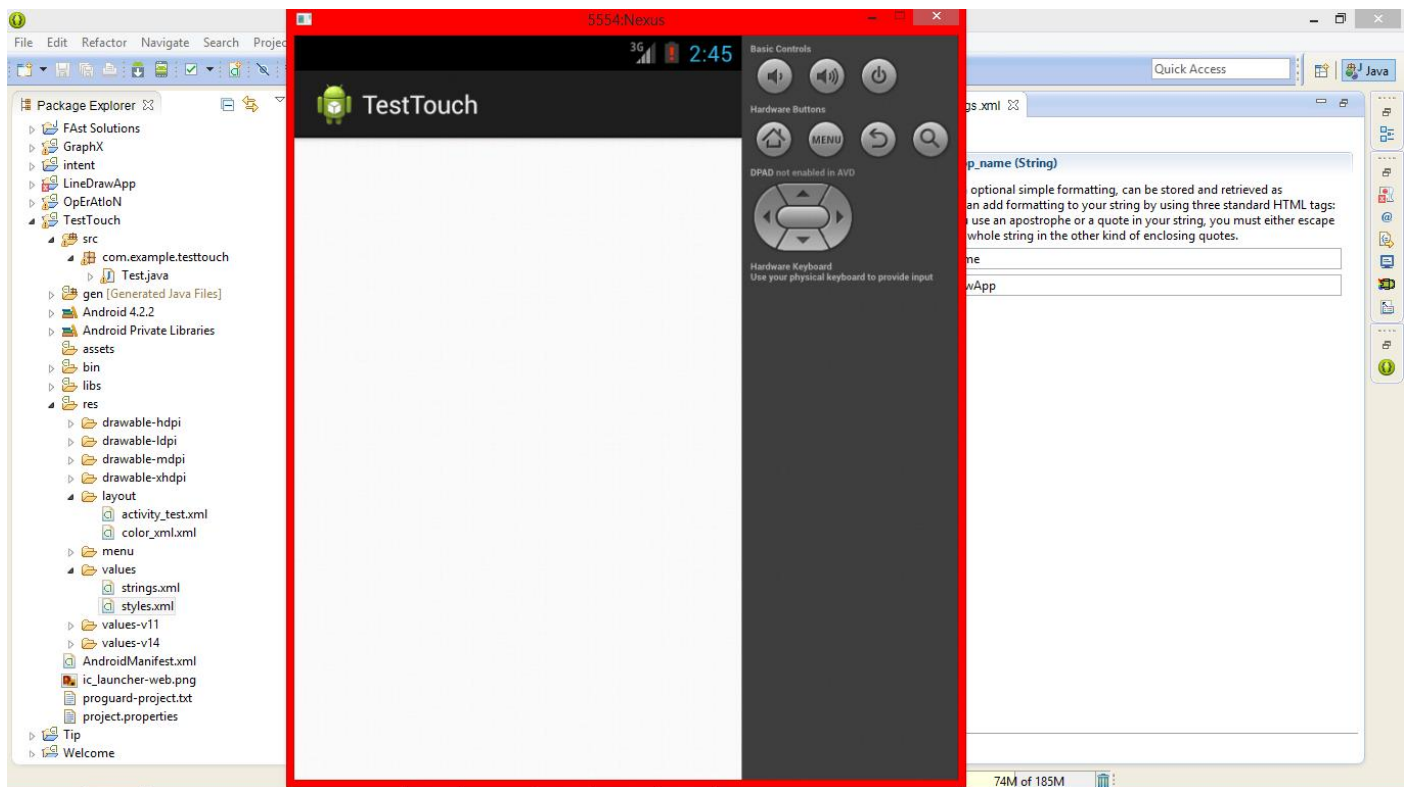 5554:Nexus
File Edit Refactor Navigate Search Projec
Quick Access
Java
Package Explorer
FAst Solutions
GraphX
intent
LineDrawApp
OpErAtIoN
TestTouch
src
com.example.testtouch
Test.java
gen [Generated Java Files]
Android 4.2.2
Android Private Libraries
assets
bin
libs
res
drawable-hdpi
drawable-ldpi
drawable-mdpi
drawable-xhdpi
layout
activity_test.xml
color_xml.xml
menu
values
strings.xml
styles.xml
values-v11
values-v14
AndroidManifest.xml
ic_launcher-web.png
proguard-project.txt
project.properties
Tip
Welcome
3G 2:45
TestTouch
Basic Controls
Hardware Buttons
MENU
DPAD not enabled in AVD
Hardware Keyboard
Use your physical keyboard to provide input
gs.xml
p_name (String)
optional simple formatting, can be stored and retrieved as
an add formatting to your string by using three standard HTML tags:
use an apostrophe or a quote in your string, you must either escape
whole string in the other kind of enclosing quotes.
me
wApp
74M of 185M